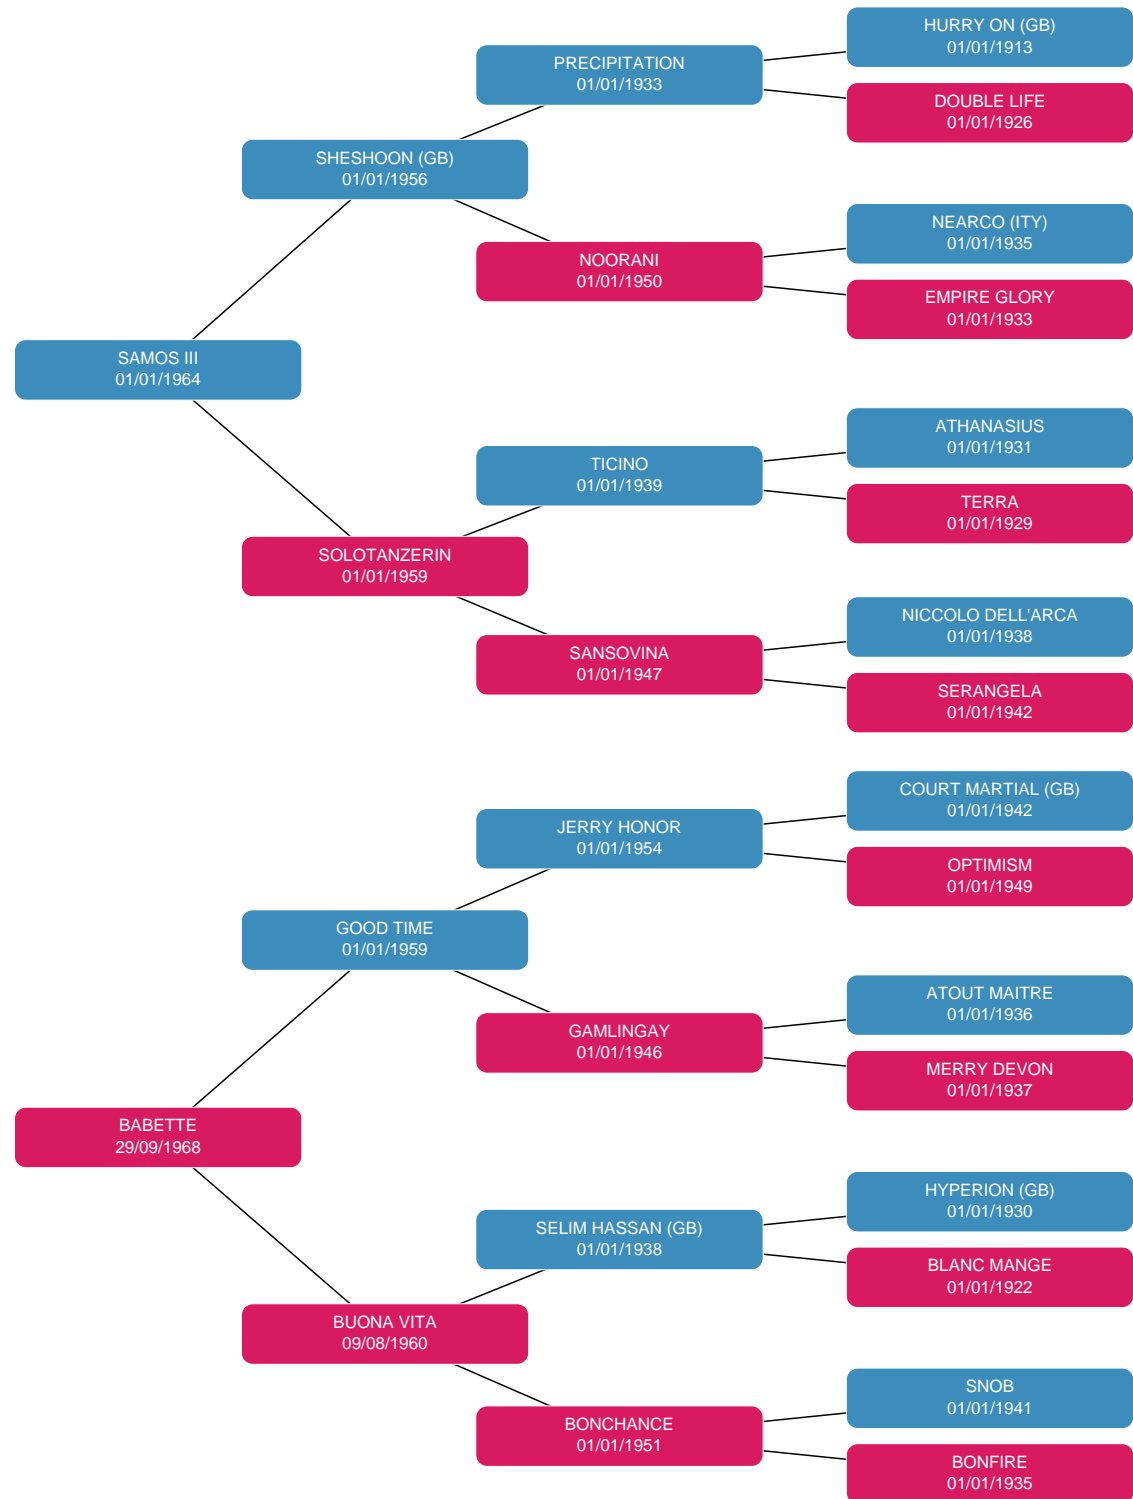 HURRY ON (GB)
01/01/1913
PRECIPITATION
01/01/1933
DOUBLE LIFE
01/01/1926
SHESHOON (GB)
01/01/1956
NEARCO (ITY)
01/01/1935
NOORANI
01/01/1950
EMPIRE GLORY
01/01/1933
SAMOS III
01/01/1964
ATHANASIUS
01/01/1931
TICINO
01/01/1939
TERRA
01/01/1929
SOLOTANZERIN
01/01/1959
NICCOLO DELL'ARCA
01/01/1938
SANSOVINA
01/01/1947
SERANGELA
01/01/1942
COURT MARTIAL (GB)
01/01/1942
JERRY HONOR
01/01/1954
OPTIMISM
01/01/1949
GOOD TIME
01/01/1959
ATOUT MAITRE
01/01/1936
GAMLINGAY
01/01/1946
MERRY DEVON
01/01/1937
BABETTE
29/09/1968
HYPERION (GB)
01/01/1930
SELIM HASSAN (GB)
01/01/1938
BLANC MANGE
01/01/1922
BUONA VITA
09/08/1960
SNOB
01/01/1941
BONCHANCE
01/01/1951
BONFIRE
01/01/1935